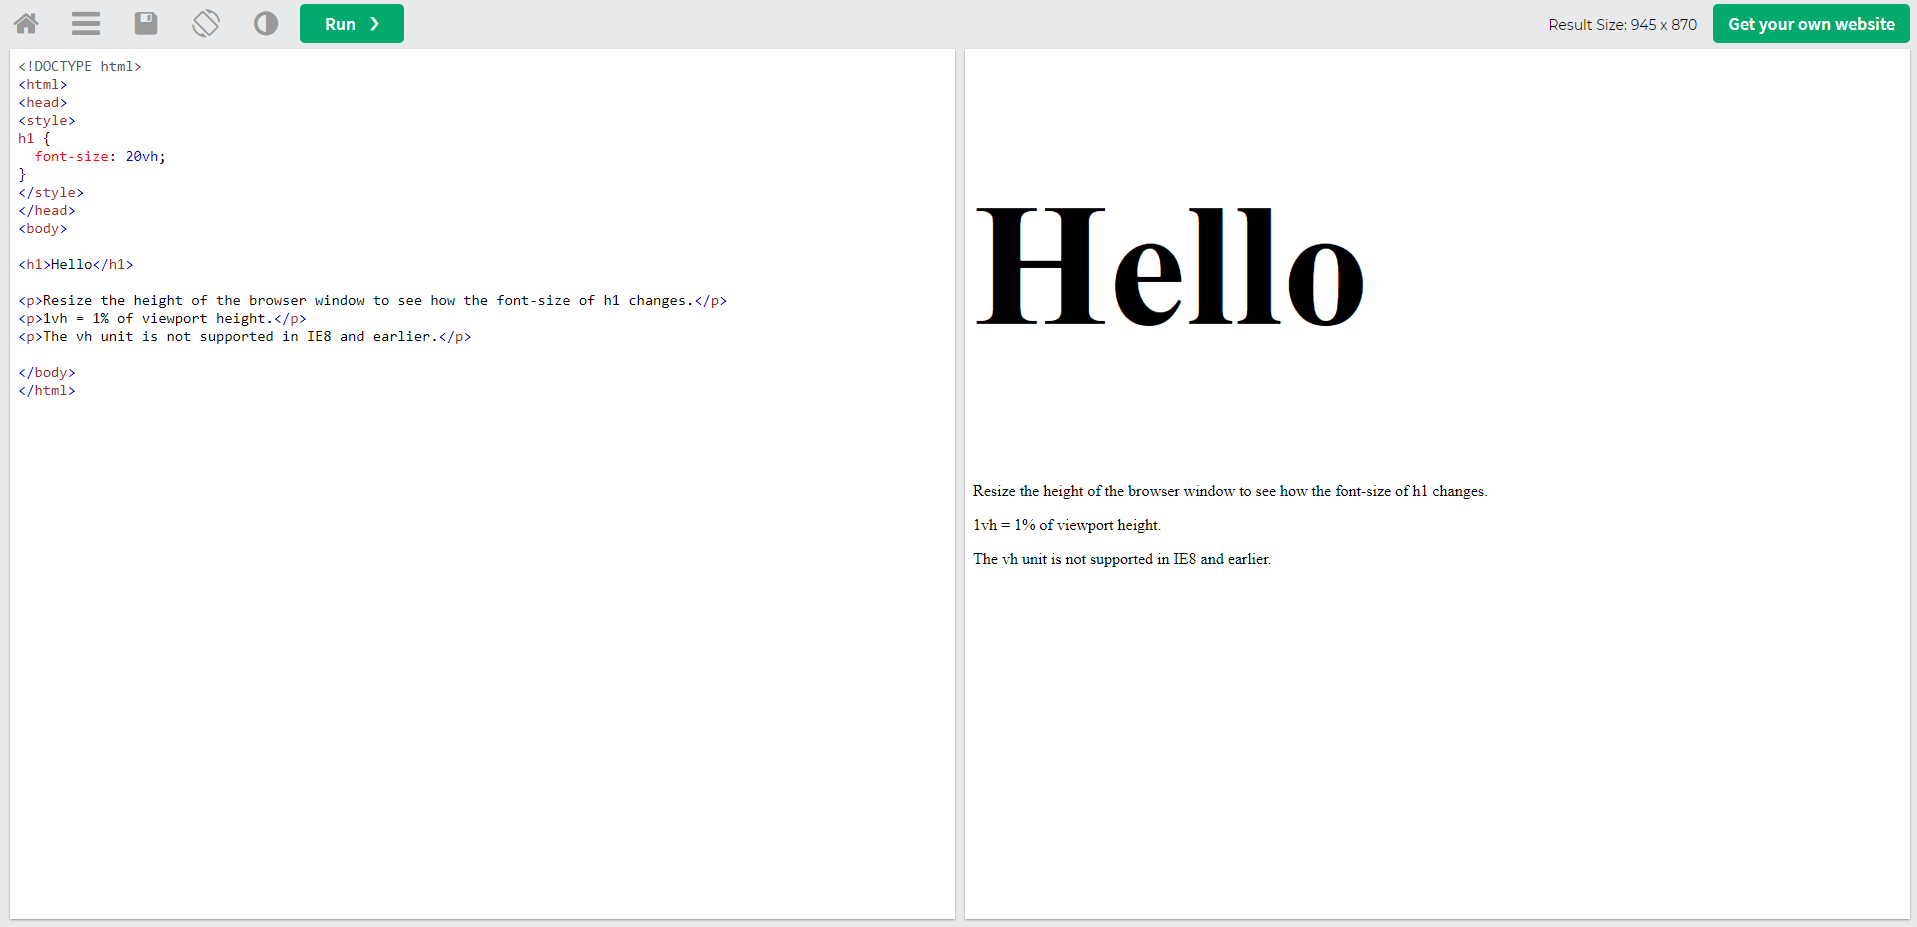 Run ❯
Result Size: 945 x 870
Get your own website
<!DOCTYPE html>
<html>
<head>
<style>
h1 {
  font-size: 20vh;
}
</style>
</head>
<body>
<h1>Hello</h1>
<p>Resize the height of the browser window to see how the font-size of h1 changes.</p>
<p>1vh = 1% of viewport height.</p>
<p>The vh unit is not supported in IE8 and earlier.</p>
</body>
</html>
Hello
Resize the height of the browser window to see how the font-size of h1 changes.
1vh = 1% of viewport height.
The vh unit is not supported in IE8 and earlier.